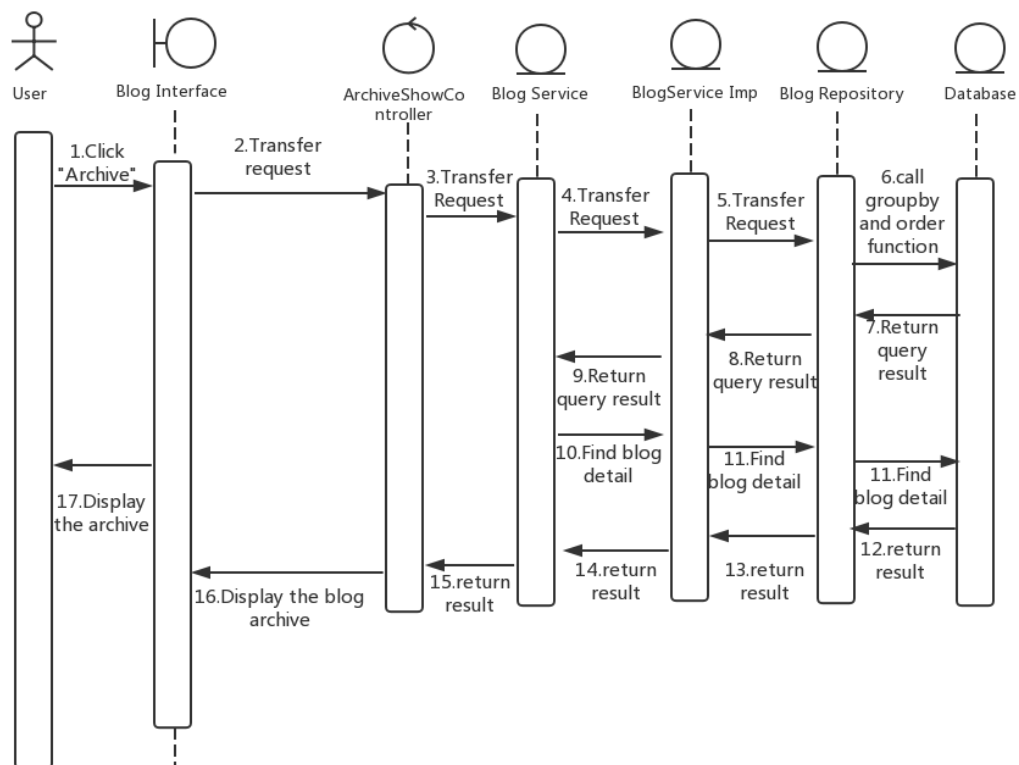 User
Blog Interface
ArchiveShowCo
ntroller
Blog Service
BlogService Imp
Blog Repository
Database
1.Click
"Archive"
2.Transfer
request
3.Transfer
Request
4.Transfer
Request
5.Transfer
Request
6.call
groupby
and order
function
7.Return
query
result
8.Return
query result
9.Return
query result
10.Find blog
detail
11.Find
blog detail
11.Find
blog detail
12.return
result
13.return
result
14.return
result
15.return
result
16.Display the blog
archive
17.Display
the archive